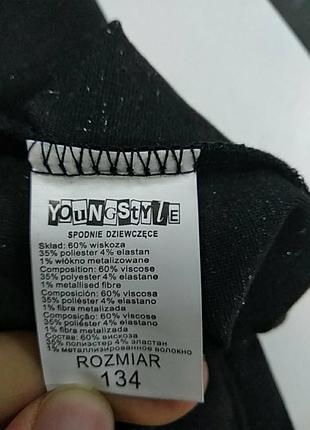 YOUNGSTYLE
SPODNIE DZIEWCZĘCE
Skład: 60% wiskoza
35% polyester 4% elastan
1% włókno metalizowane
Composition: 60% viscose
35% polyester 4% elastane
1% metallised fibre
Composición: 60% viscosa
35% poliéster 4% elastano
1% fibra metalizada
Composição: 60% viscose
35% poliéster 4% elastano
1% fibra metalizada
Состав: 60% вискоза
35% полиэстер 4% эластан
1% металлизированное волокно
ROZMIAR
134